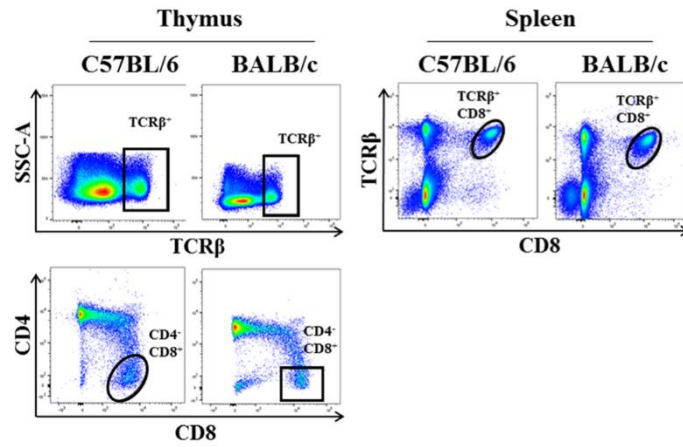 Thymus
Spleen
C57BL/6
BALB/c
C57BL/6
BALB/c
TCRβ⁺
TCRβ⁺
SSC-A
TCRβ
TCRβ⁺
CD8⁺
TCRβ⁺
CD8⁺
TCRβ
CD8
CD4⁻
CD8⁺
CD4⁻
CD8⁺
CD4
CD8